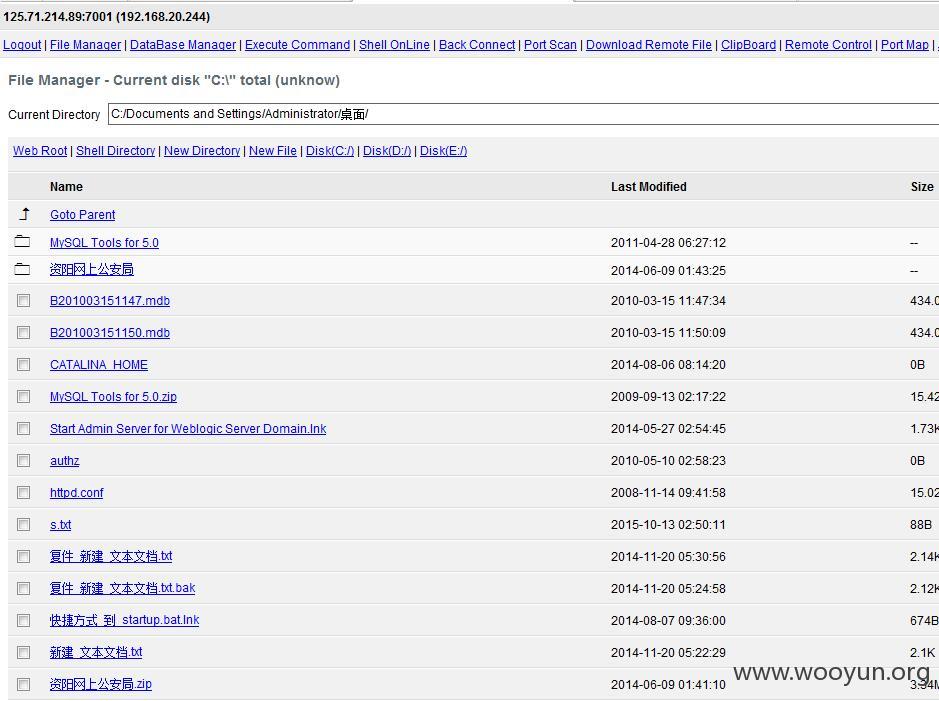 125.71.214.89:7001 (192.168.20.244)
Logout | File Manager | DataBase Manager | Execute Command | Shell OnLine | Back Connect | Port Scan | Download Remote File | ClipBoard | Remote Control | Port Map |
File Manager - Current disk "C:\" total (unknow)
Current Directory C:/Documents and Settings/Administrator/桌面/
Web Root | Shell Directory | New Directory | New File | Disk(C:/) | Disk(D:/) | Disk(E:/)
Name Last Modified Size
Goto Parent
MySQL Tools for 5.0 2011-04-28 06:27:12 --
资阳网上公安局 2014-06-09 01:43:25 --
B201003151147.mdb 2010-03-15 11:47:34 434.0
B201003151150.mdb 2010-03-15 11:50:09 434.0
CATALINA_HOME 2014-08-06 08:14:20 0B
MySQL Tools for 5.0.zip 2009-09-13 02:17:22 15.42
Start Admin Server for Weblogic Server Domain.lnk 2014-05-27 02:54:45 1.73K
authz 2010-05-10 02:58:23 0B
httpd.conf 2008-11-14 09:41:58 15.02
s.txt 2015-10-13 02:50:11 88B
复件 新建 文本文档.txt 2014-11-20 05:30:56 2.14K
复件 新建 文本文档.txt.bak 2014-11-20 05:24:58 2.12K
快捷方式 到 startup.bat.lnk 2014-08-07 09:36:00 674B
新建 文本文档.txt 2014-11-20 05:22:29 2.1K
资阳网上公安局.zip 2014-06-09 01:41:10 3.34M
www.wooyun.org